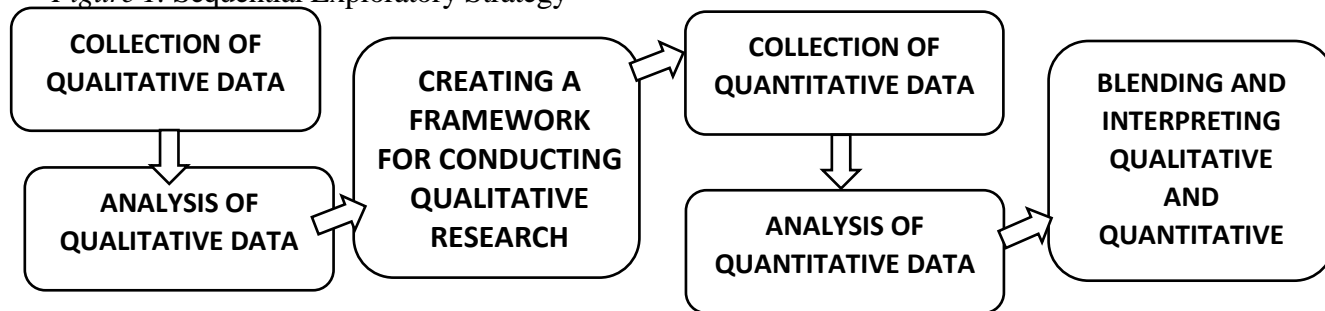 Figure 1. Sequential Exploratory Strategy
COLLECTION OF
QUALITATIVE DATA
ANALYSIS OF
QUALITATIVE DATA
CREATING A
FRAMEWORK
FOR CONDUCTING
QUALITATIVE
RESEARCH
COLLECTION OF
QUANTITATIVE DATA
ANALYSIS OF
QUANTITATIVE DATA
BLENDING AND
INTERPRETING
QUALITATIVE
AND
QUANTITATIVE